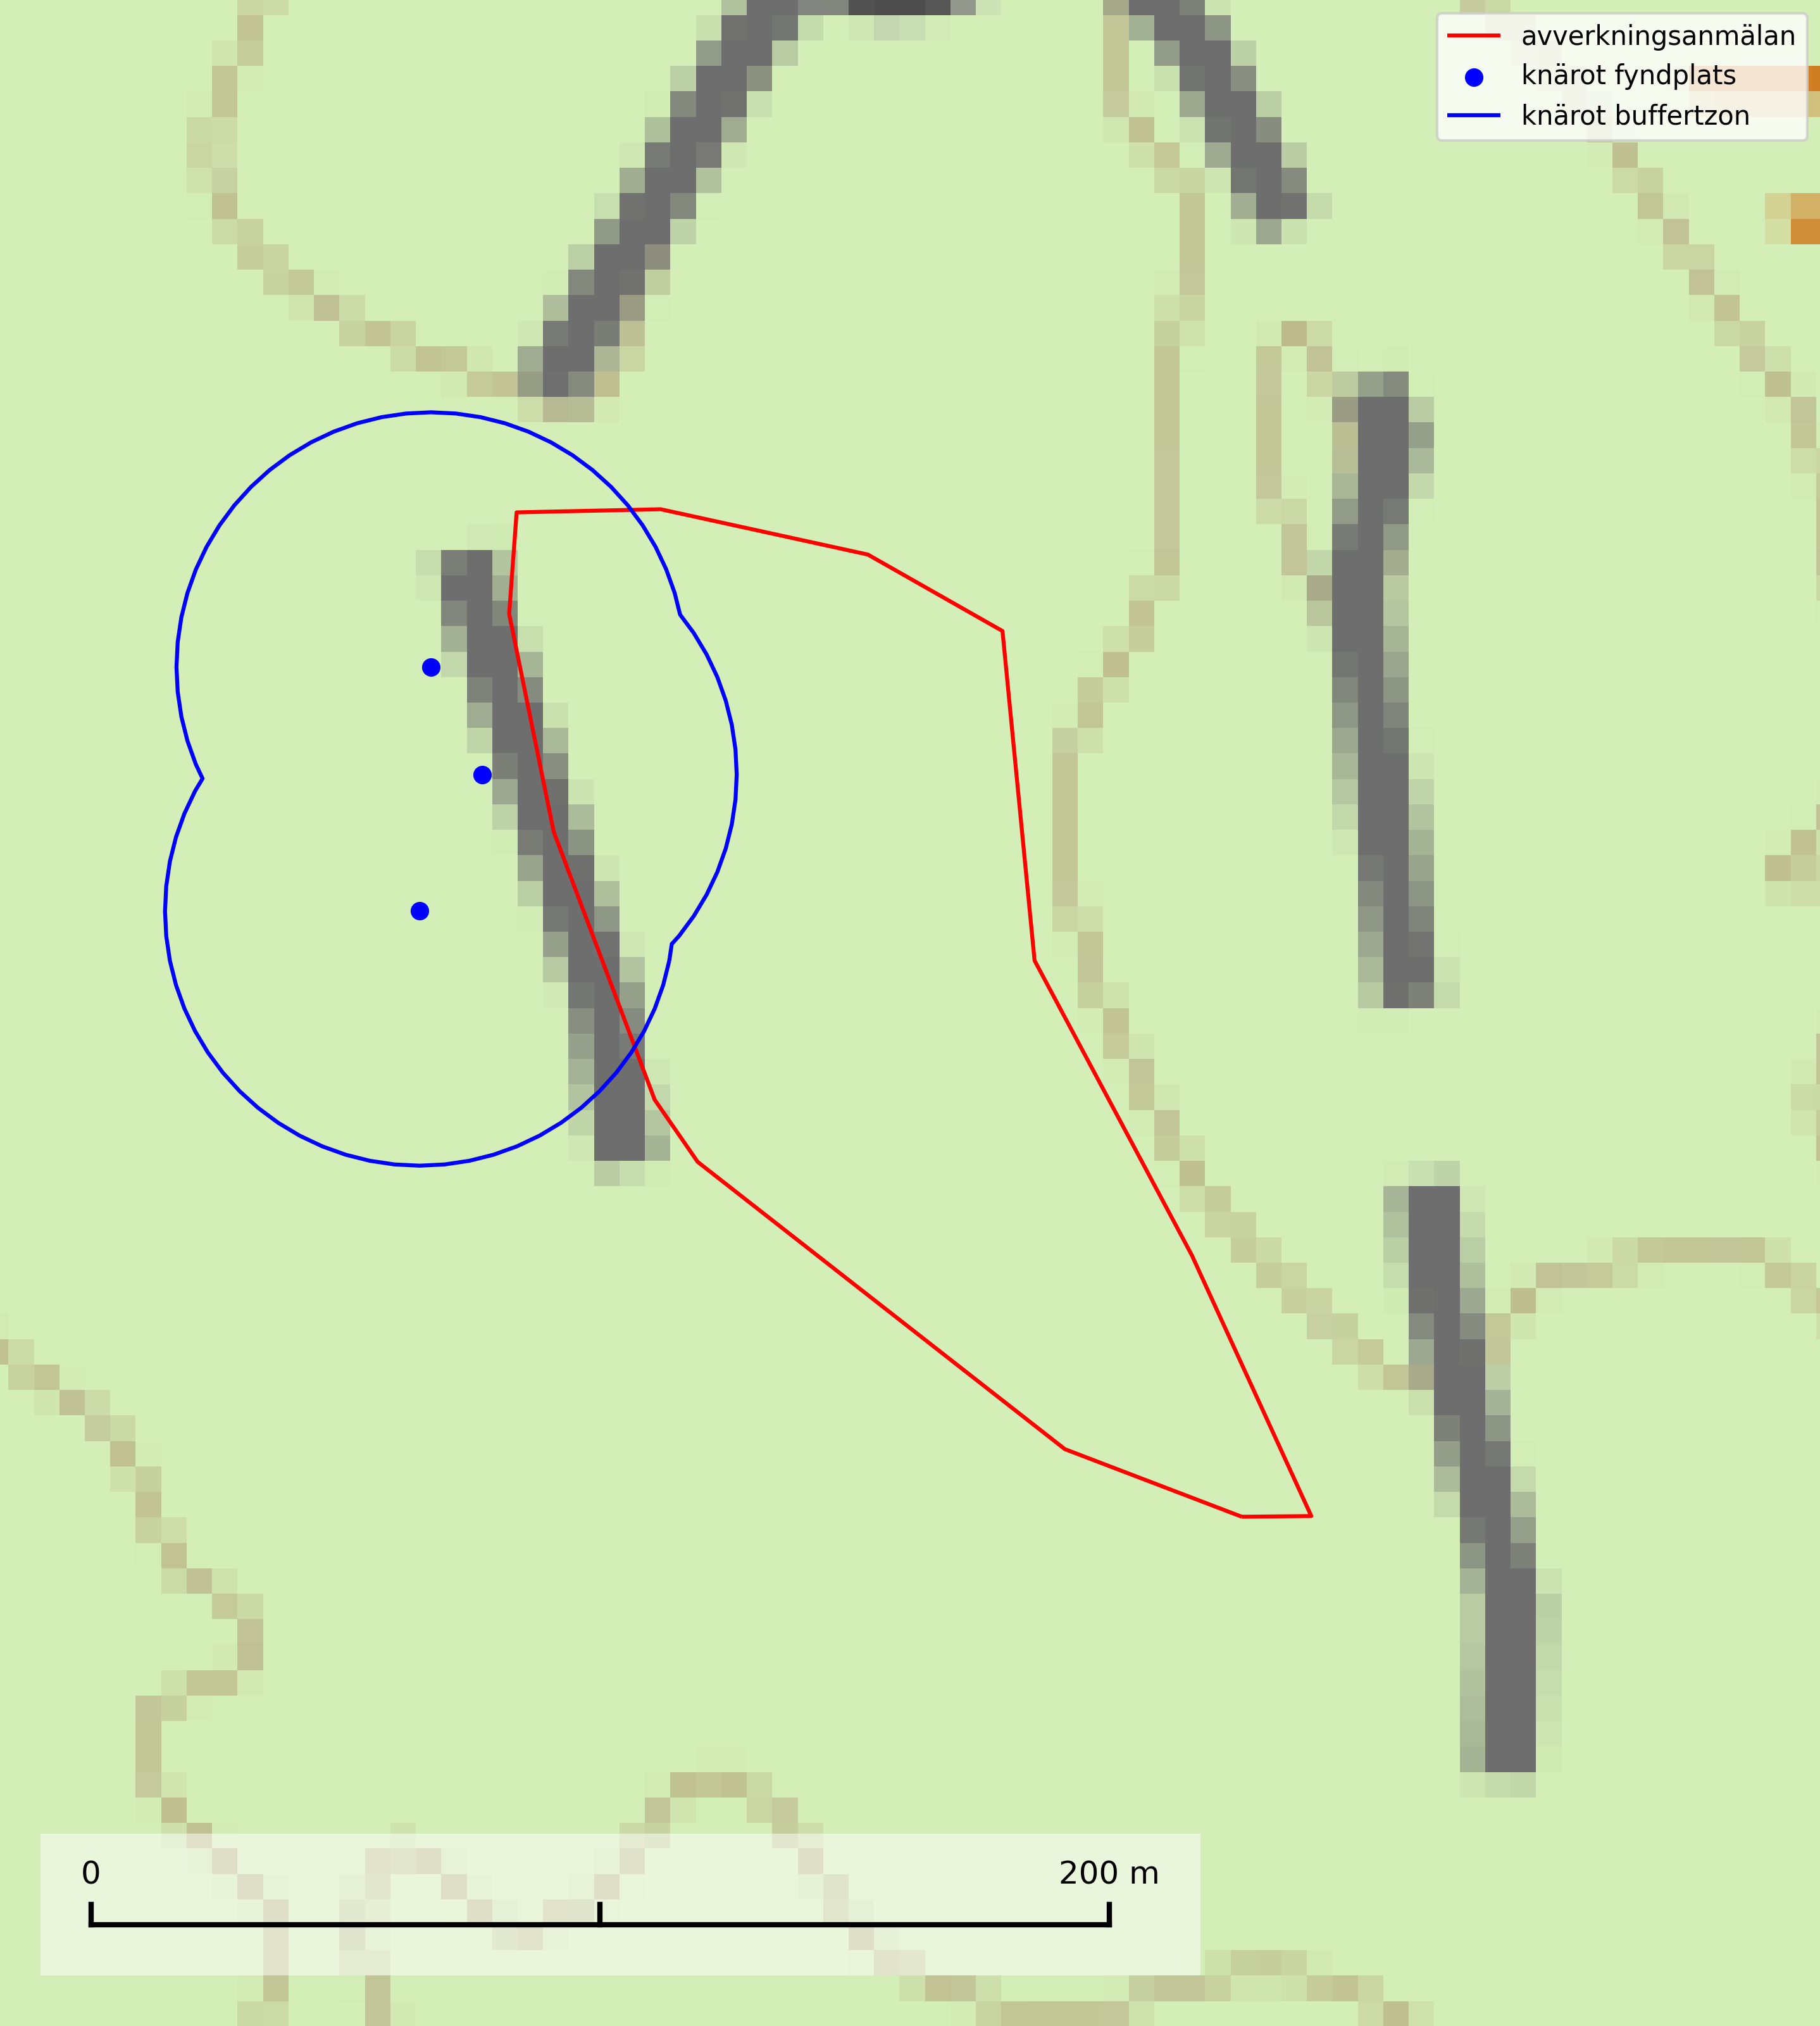 avverkningsanmälan
knärot fyndplats
knärot buffertzon
0 200 m